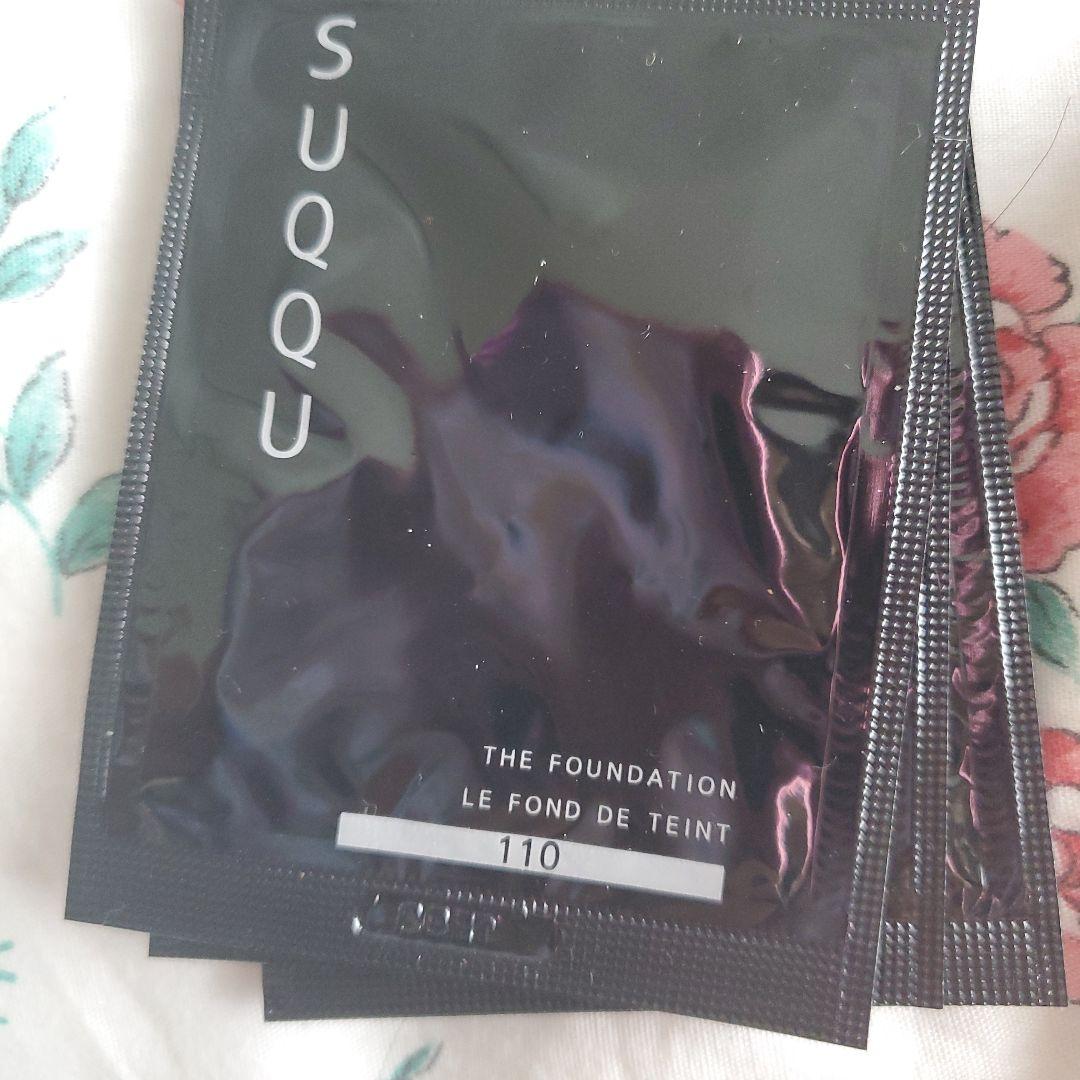 SUQQU
THE FOUNDATION
LE FOND DE TEINT
110